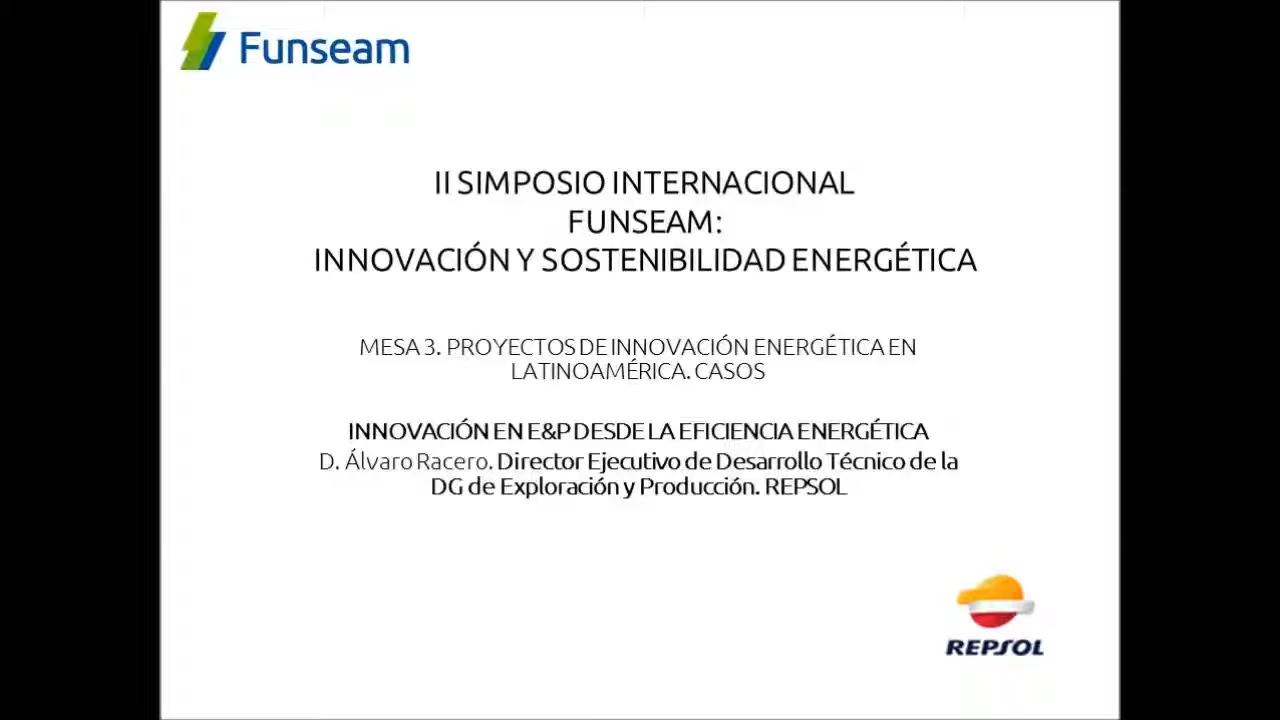 Funseam
II SIMPOSIO INTERNACIONAL
FUNSEAM:
INNOVACIÓN Y SOSTENIBILIDAD ENERGÉTICA
MESA 3. PROYECTOS DE INNOVACIÓN ENERGÉTICA EN
LATINOAMÉRICA. CASOS
INNOVACIÓN EN E&P DESDE LA EFICIENCIA ENERGÉTICA
D. Álvaro Racero. Director Ejecutivo de Desarrollo Técnico de la
DG de Exploración y Producción. REPSOL
REPSOL